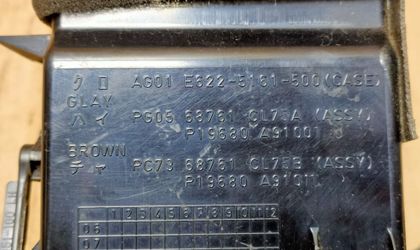 クロ AG01 E622-5161-500 (CASE)
GLAY
ハイ PG05 68761 CL75A (ASSY)
P19680 A91001
BROWN
チャ PC73 68761 CL75B (ASSY)
P19680 A91011
1 2 3 4 5 6 7 8 9 10 11 12
06
07